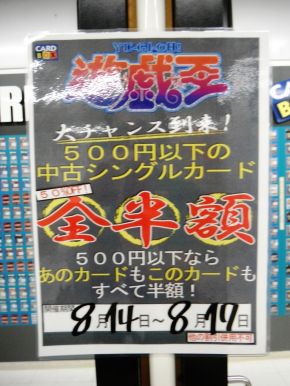 CARD
BOX
YU-GI-OH!
遊戯王
大チャンス到来!
500円以下の
中古シングルカード
50%OFF!
全半額
500円以下なら
あのカードもこのカードも
すべて半額!
開催期間
8月14日~8月17日
他の割引併用不可